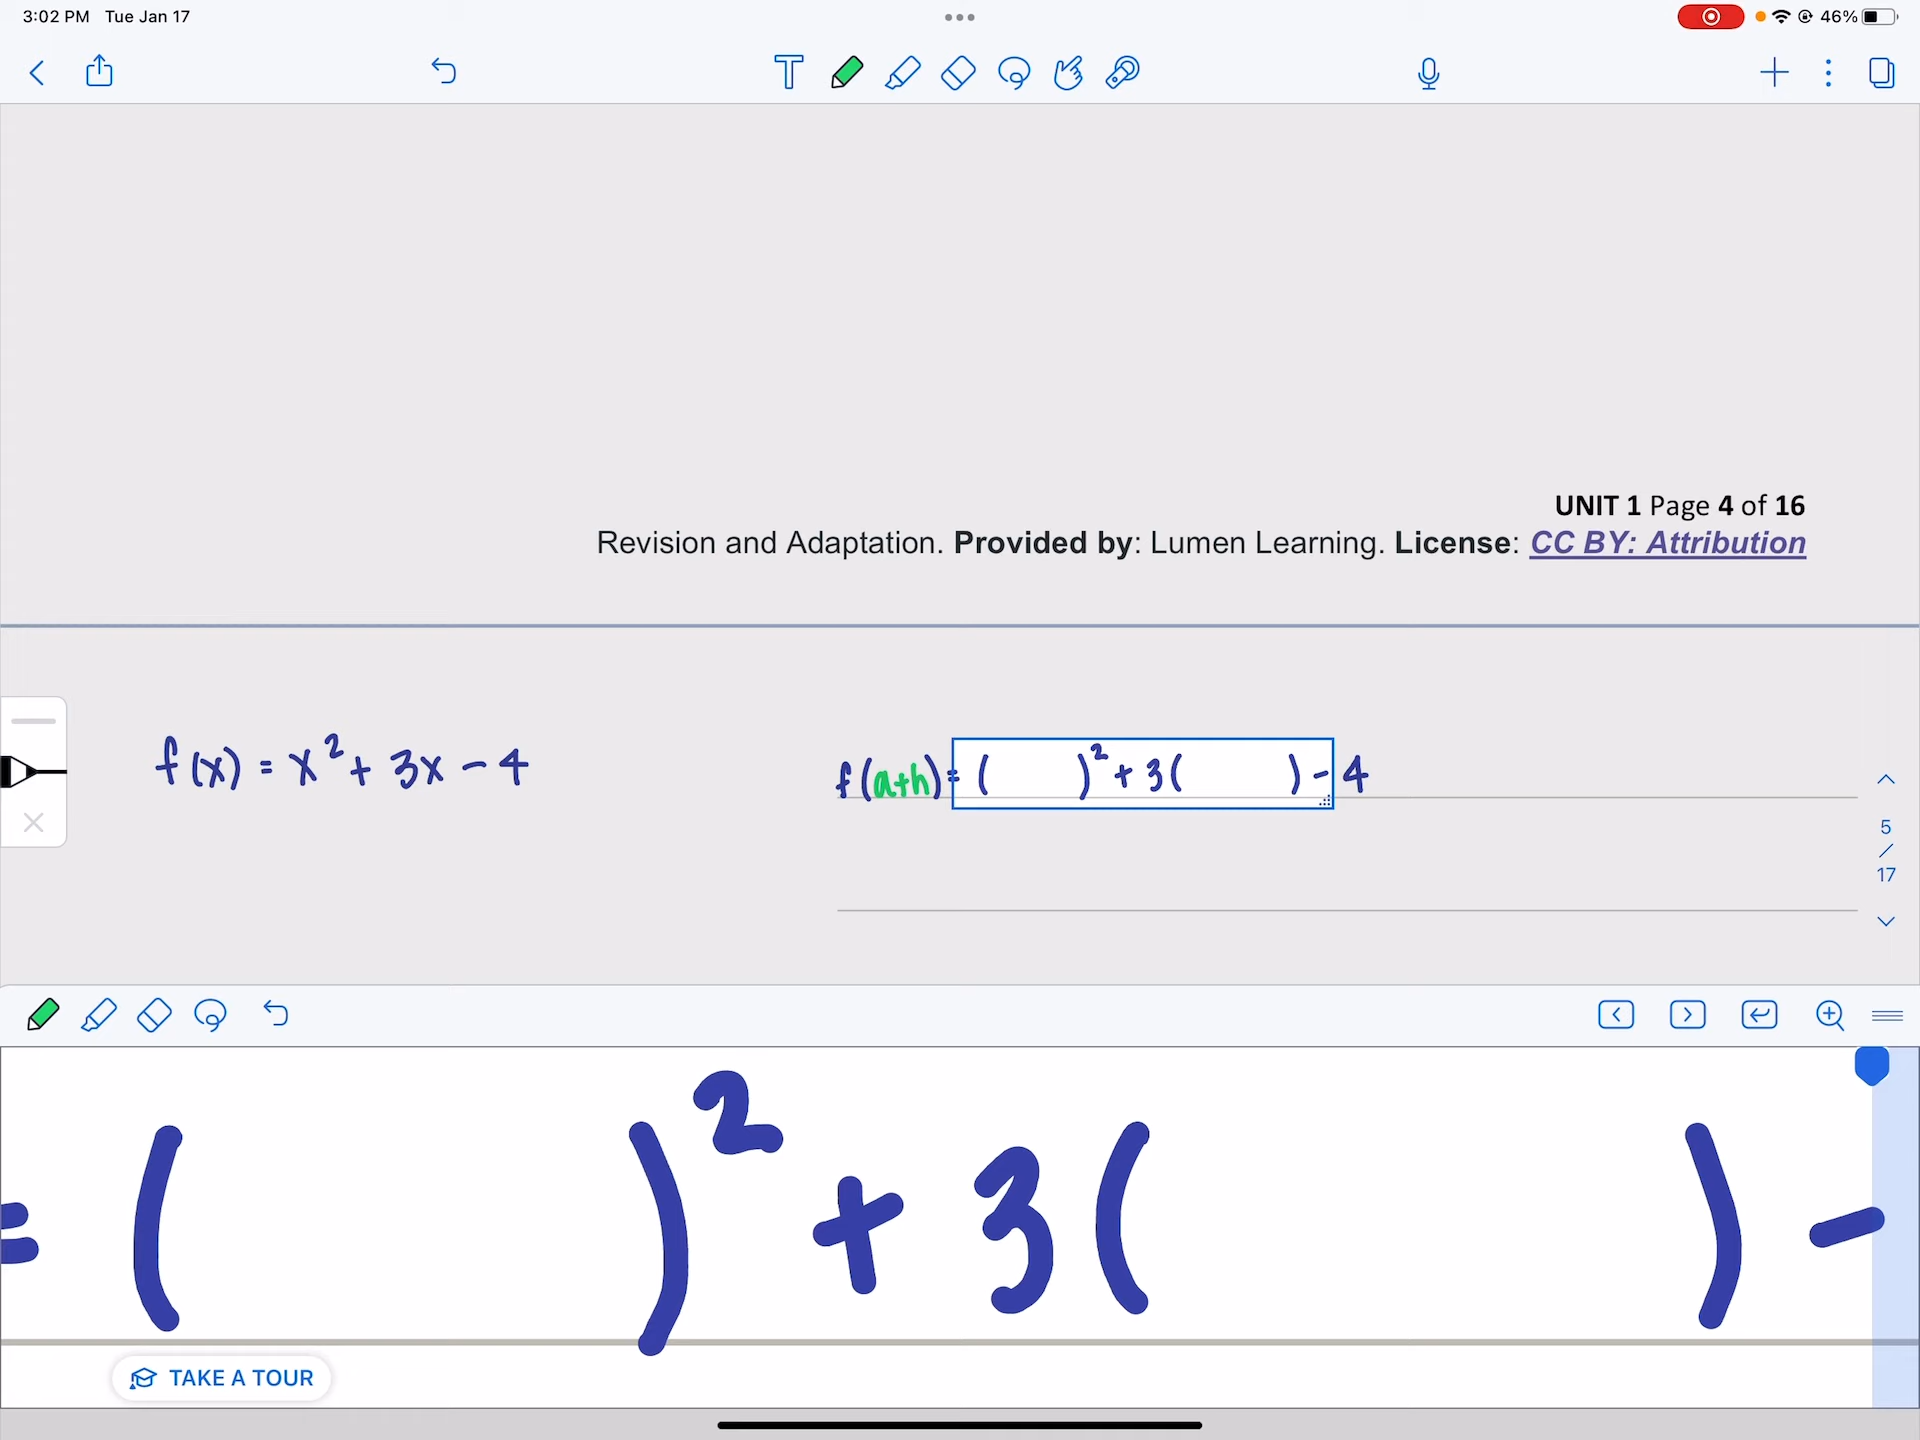 3:02 PM Tue Jan 17
46%
T
UNIT 1 Page 4 of 16
Revision and Adaptation. Provided by: Lumen Learning. License: CC BY: Attribution
f(x) = x² + 3x - 4
f(a+h) = (   )² + 3(   ) - 4
5
/
17
= (   )² + 3(   ) -
TAKE A TOUR